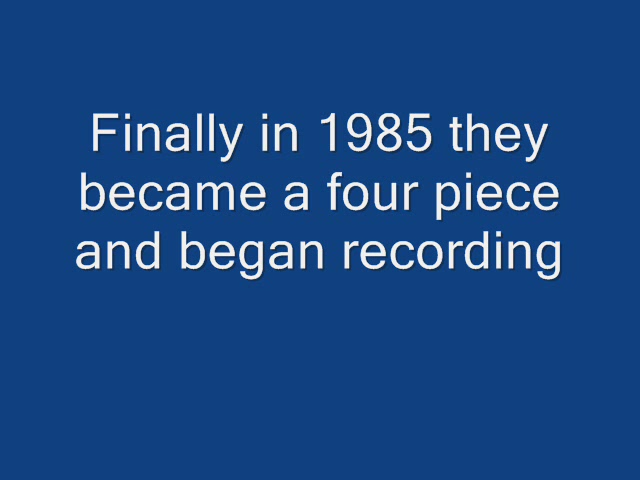 Finally in 1985 they
became a four piece
and began recording